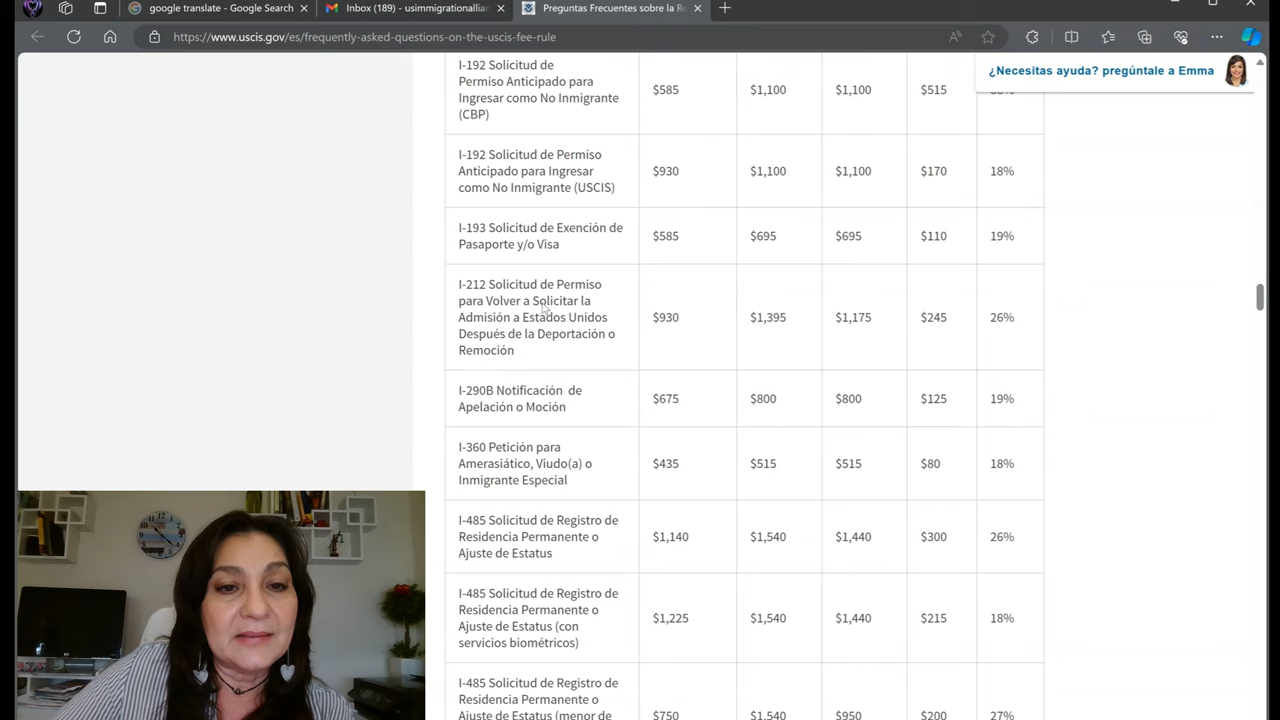 google translate - Google Search
Inbox (189) - usimmigrationallian
Preguntas Frecuentes sobre la Re
https://www.uscis.gov/es/frequently-asked-questions-on-the-uscis-fee-rule
¿Necesitas ayuda? pregúntale a Emma
I-192 Solicitud de
Permiso Anticipado para
Ingresar como No Inmigrante
(CBP)
$585
$1,100
$1,100
$515
I-192 Solicitud de Permiso
Anticipado para Ingresar
como No Inmigrante (USCIS)
$930
$1,100
$1,100
$170
18%
I-193 Solicitud de Exención de
Pasaporte y/o Visa
$585
$695
$695
$110
19%
I-212 Solicitud de Permiso
para Volver a Solicitar la
Admisión a Estados Unidos
Después de la Deportación o
Remoción
$930
$1,395
$1,175
$245
26%
I-290B Notificación de
Apelación o Moción
$675
$800
$800
$125
19%
I-360 Petición para
Amerasiático, Viudo(a) o
Inmigrante Especial
$435
$515
$515
$80
18%
I-485 Solicitud de Registro de
Residencia Permanente o
Ajuste de Estatus
$1,140
$1,540
$1,440
$300
26%
I-485 Solicitud de Registro de
Residencia Permanente o
Ajuste de Estatus (con
servicios biométricos)
$1,225
$1,540
$1,440
$215
18%
I-485 Solicitud de Registro de
Residencia Permanente o
Ajuste de Estatus (menor de
$750
$1,540
$950
$200
27%